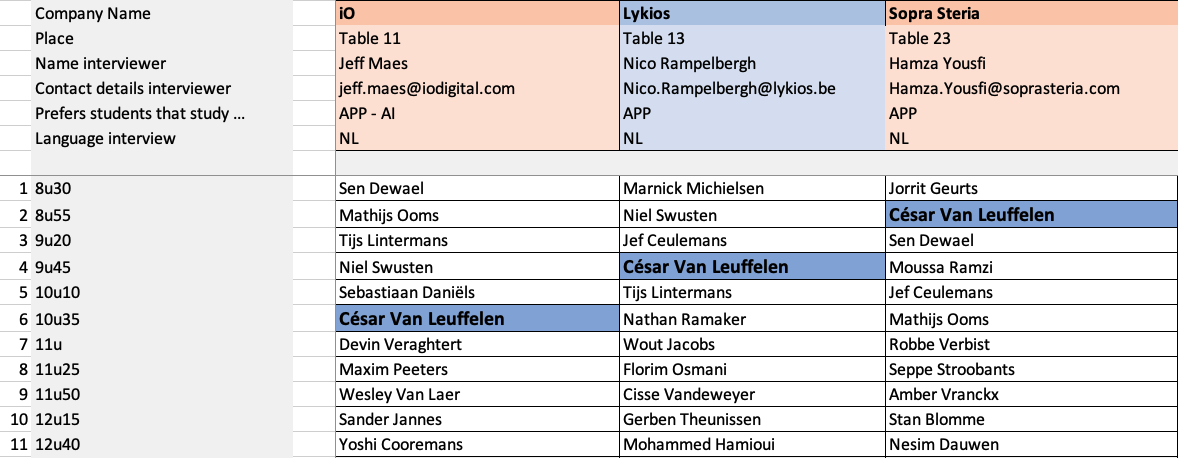 Company Name iO Lykios Sopra Steria
Place Table 11 Table 13 Table 23
Name interviewer Jeff Maes Nico Rampelbergh Hamza Yousfi
Contact details interviewer jeff.maes@iodigital.com Nico.Rampelbergh@lykios.be Hamza.Yousfi@soprasteria.com
Prefers students that study ... APP - AI APP APP
Language interview NL NL NL
1 8u30 Sen Dewael Marnick Michielsen Jorrit Geurts
2 8u55 Mathijs Ooms Niel Swusten César Van Leuffelen
3 9u20 Tijs Lintermans Jef Ceulemans Sen Dewael
4 9u45 Niel Swusten César Van Leuffelen Moussa Ramzi
5 10u10 Sebastiaan Daniëls Tijs Lintermans Jef Ceulemans
6 10u35 César Van Leuffelen Nathan Ramaker Mathijs Ooms
7 11u Devin Veraghtert Wout Jacobs Robbe Verbist
8 11u25 Maxim Peeters Florim Osmani Seppe Stroobants
9 11u50 Wesley Van Laer Cisse Vandeweyer Amber Vranckx
10 12u15 Sander Jannes Gerben Theunissen Stan Blomme
11 12u40 Yoshi Cooremans Mohammed Hamioui Nesim Dauwen